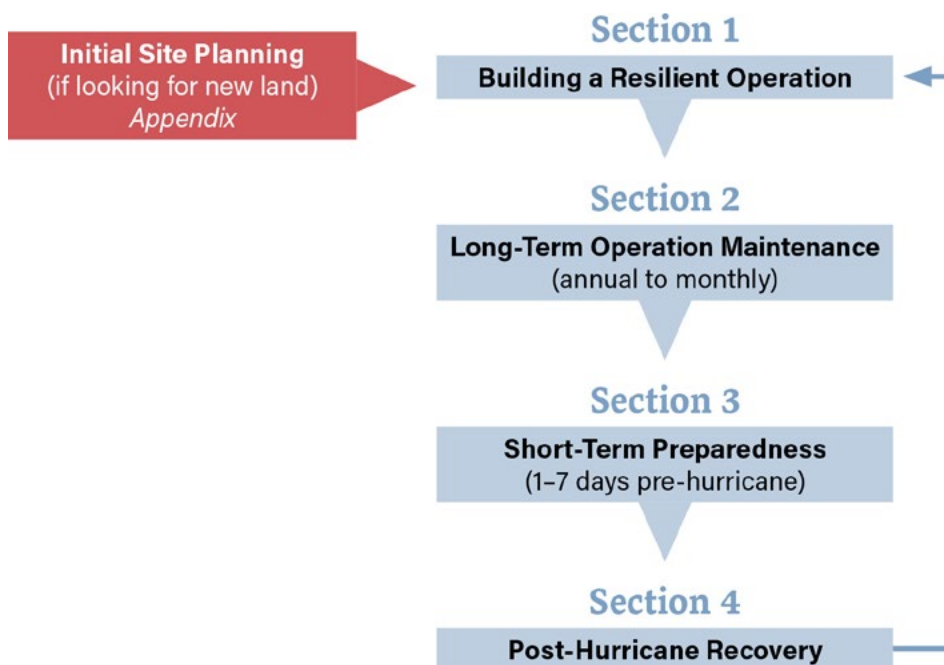 Initial Site Planning
(if looking for new land)
Appendix
Section 1
Building a Resilient Operation
Section 2
Long-Term Operation Maintenance
(annual to monthly)
Section 3
Short-Term Preparedness
(1–7 days pre-hurricane)
Section 4
Post-Hurricane Recovery